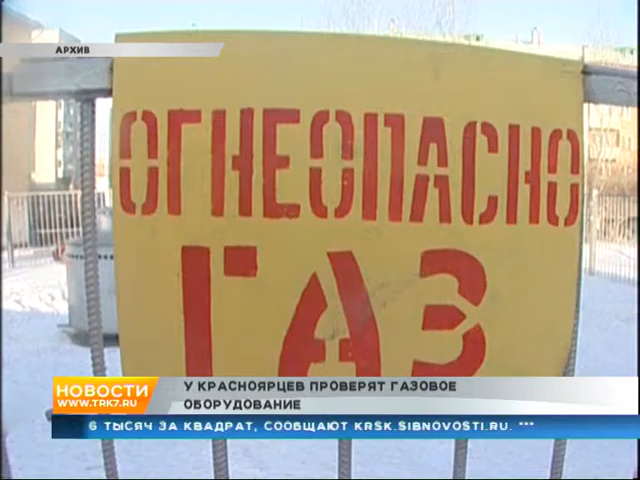 АРХИВ
ОГНЕОПАСНО
ГАЗ
НОВОСТИ
WWW.TRK7.RU
У КРАСНОЯРЦЕВ ПРОВЕРЯТ ГАЗОВОЕ
ОБОРУДОВАНИЕ
6 ТЫСЯЧ ЗА КВАДРАТ, СООБЩАЮТ KRSK.SIBNOVOSTI.RU. ***